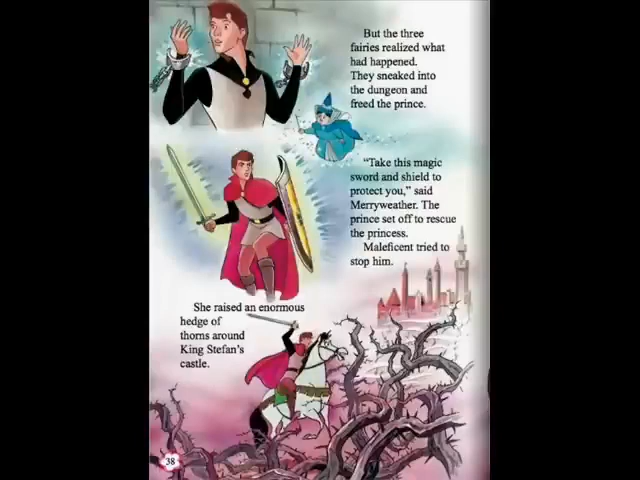 But the three
fairies realized what
had happened.
They sneaked into
the dungeon and
freed the prince.
“Take this magic
sword and shield to
protect you,” said
Merryweather. The
prince set off to rescue
the princess.
Maleficent tried to
stop him.
She raised an enormous
hedge of
thorns around
King Stefan’s
castle.
38